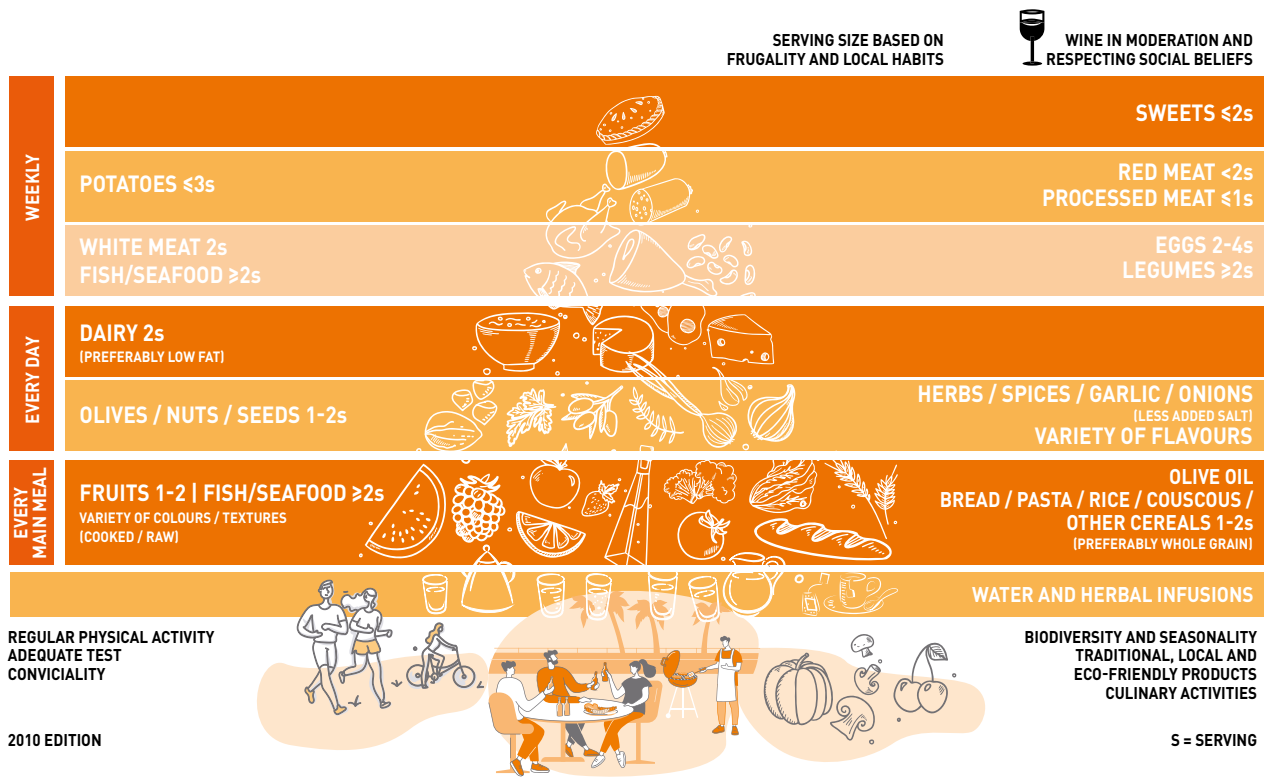 SERVING SIZE BASED ON
FRUGALITY AND LOCAL HABITS
WINE IN MODERATION AND
RESPECTING SOCIAL BELIEFS
WEEKLY
SWEETS ⩽2s
POTATOES ⩽3s
RED MEAT <2s
PROCESSED MEAT ⩽1s
WHITE MEAT 2s
FISH/SEAFOOD ⩾2s
EGGS 2-4s
LEGUMES ⩾2s
EVERY DAY
DAIRY 2s
(PREFERABLY LOW FAT)
OLIVES / NUTS / SEEDS 1-2s
HERBS / SPICES / GARLIC / ONIONS
(LESS ADDED SALT)
VARIETY OF FLAVOURS
EVERY
MAIN MEAL
FRUITS 1-2 | FISH/SEAFOOD ⩾2s
VARIETY OF COLOURS / TEXTURES
(COOKED / RAW)
OLIVE OIL
BREAD / PASTA / RICE / COUSCOUS /
OTHER CEREALS 1-2s
(PREFERABLY WHOLE GRAIN)
WATER AND HERBAL INFUSIONS
REGULAR PHYSICAL ACTIVITY
ADEQUATE TEST
CONVICIALITY
BIODIVERSITY AND SEASONALITY
TRADITIONAL, LOCAL AND
ECO-FRIENDLY PRODUCTS
CULINARY ACTIVITIES
2010 EDITION
S = SERVING